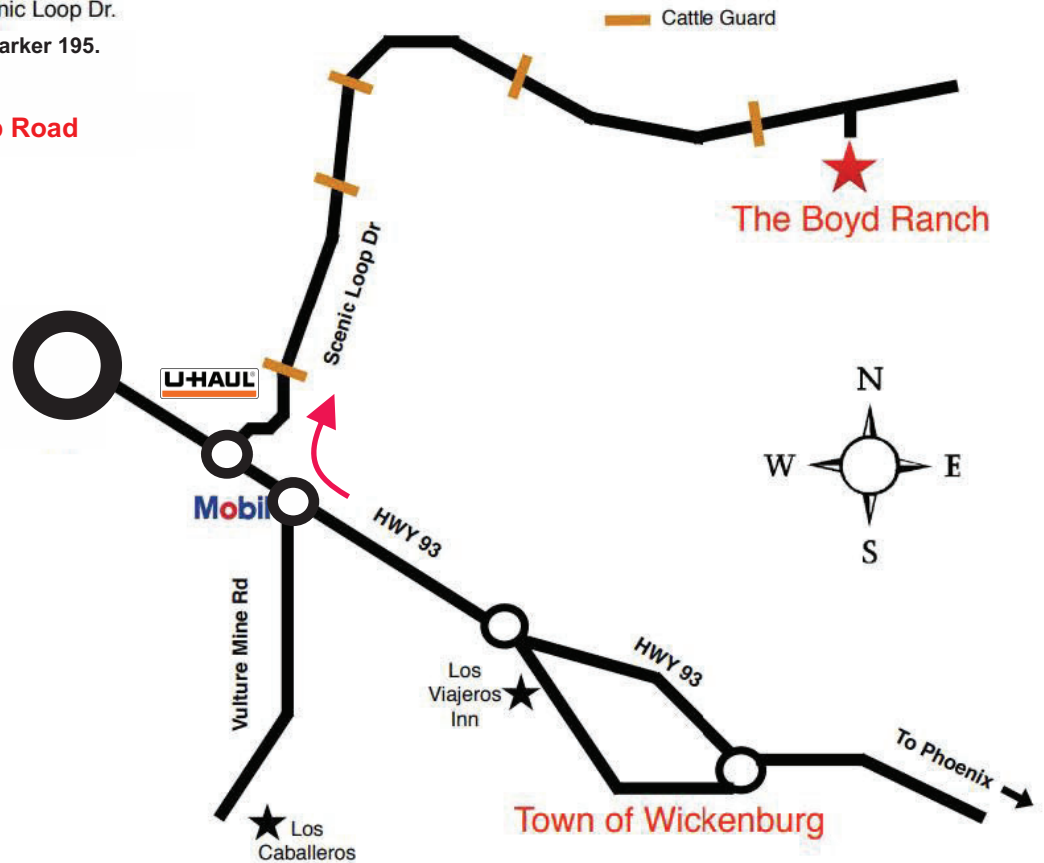 nic Loop Dr.
arker 195.
Road
Cattle Guard
The Boyd Ranch
Scenic Loop Dr
U-HAUL
Mobil
HWY 93
N
W
E
S
Vulture Mine Rd
Los
Viajeros
Inn
HWY 93
To Phoenix
Town of Wickenburg
Los
Caballeros